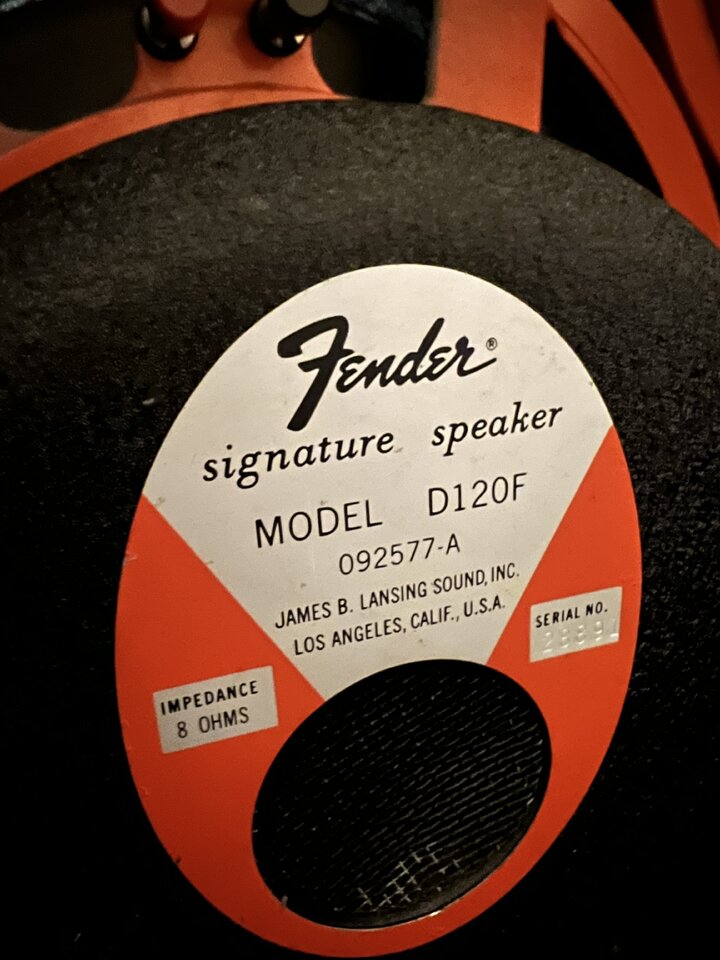 Fender®
signature speaker
MODEL D120F
092577-A
JAMES B. LANSING SOUND, INC.
LOS ANGELES, CALIF., U.S.A.
SERIAL NO.
IMPEDANCE
8 OHMS